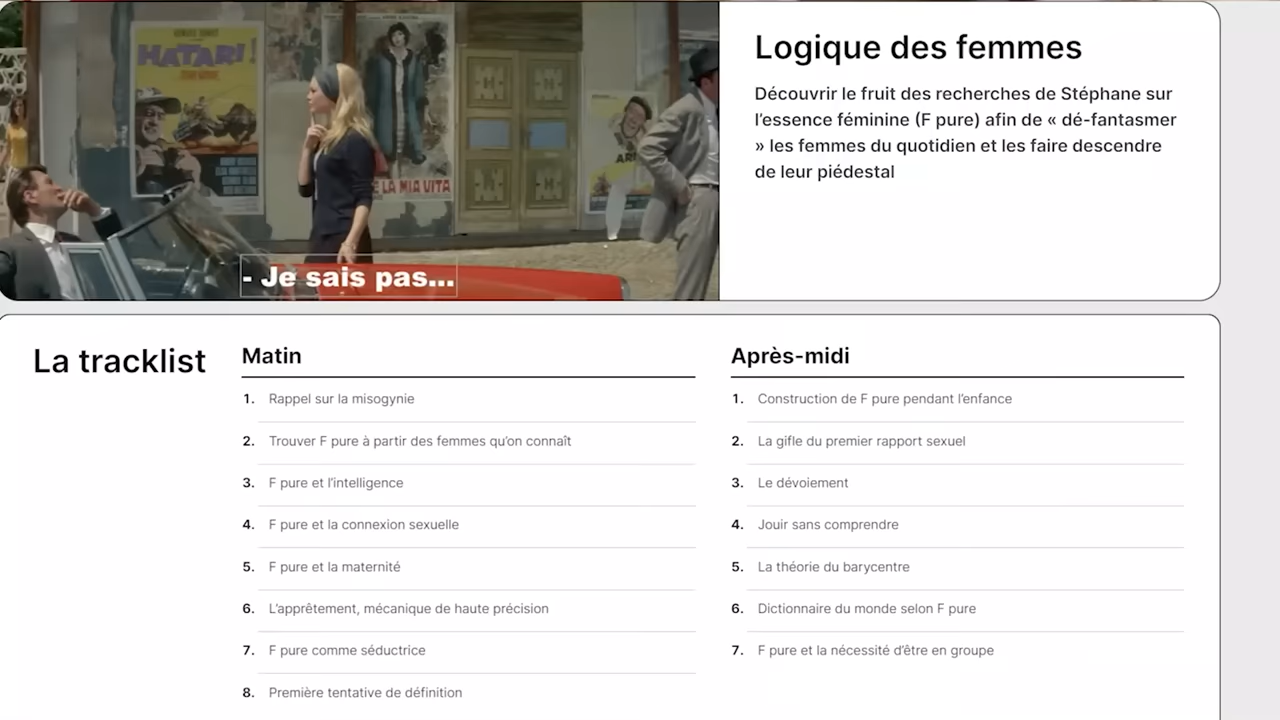 HATARI!
E LA MIA VITA
- Je sais pas...
Logique des femmes
Découvrir le fruit des recherches de Stéphane sur
l'essence féminine (F pure) afin de « dé-fantasmer
» les femmes du quotidien et les faire descendre
de leur piédestal
La tracklist
Matin
1. Rappel sur la misogynie
2. Trouver F pure à partir des femmes qu'on connaît
3. F pure et l'intelligence
4. F pure et la connexion sexuelle
5. F pure et la maternité
6. L'apprêtement, mécanique de haute précision
7. F pure comme séductrice
8. Première tentative de définition
Après-midi
1. Construction de F pure pendant l'enfance
2. La gifle du premier rapport sexuel
3. Le dévoiement
4. Jouir sans comprendre
5. La théorie du barycentre
6. Dictionnaire du monde selon F pure
7. F pure et la nécessité d'être en groupe